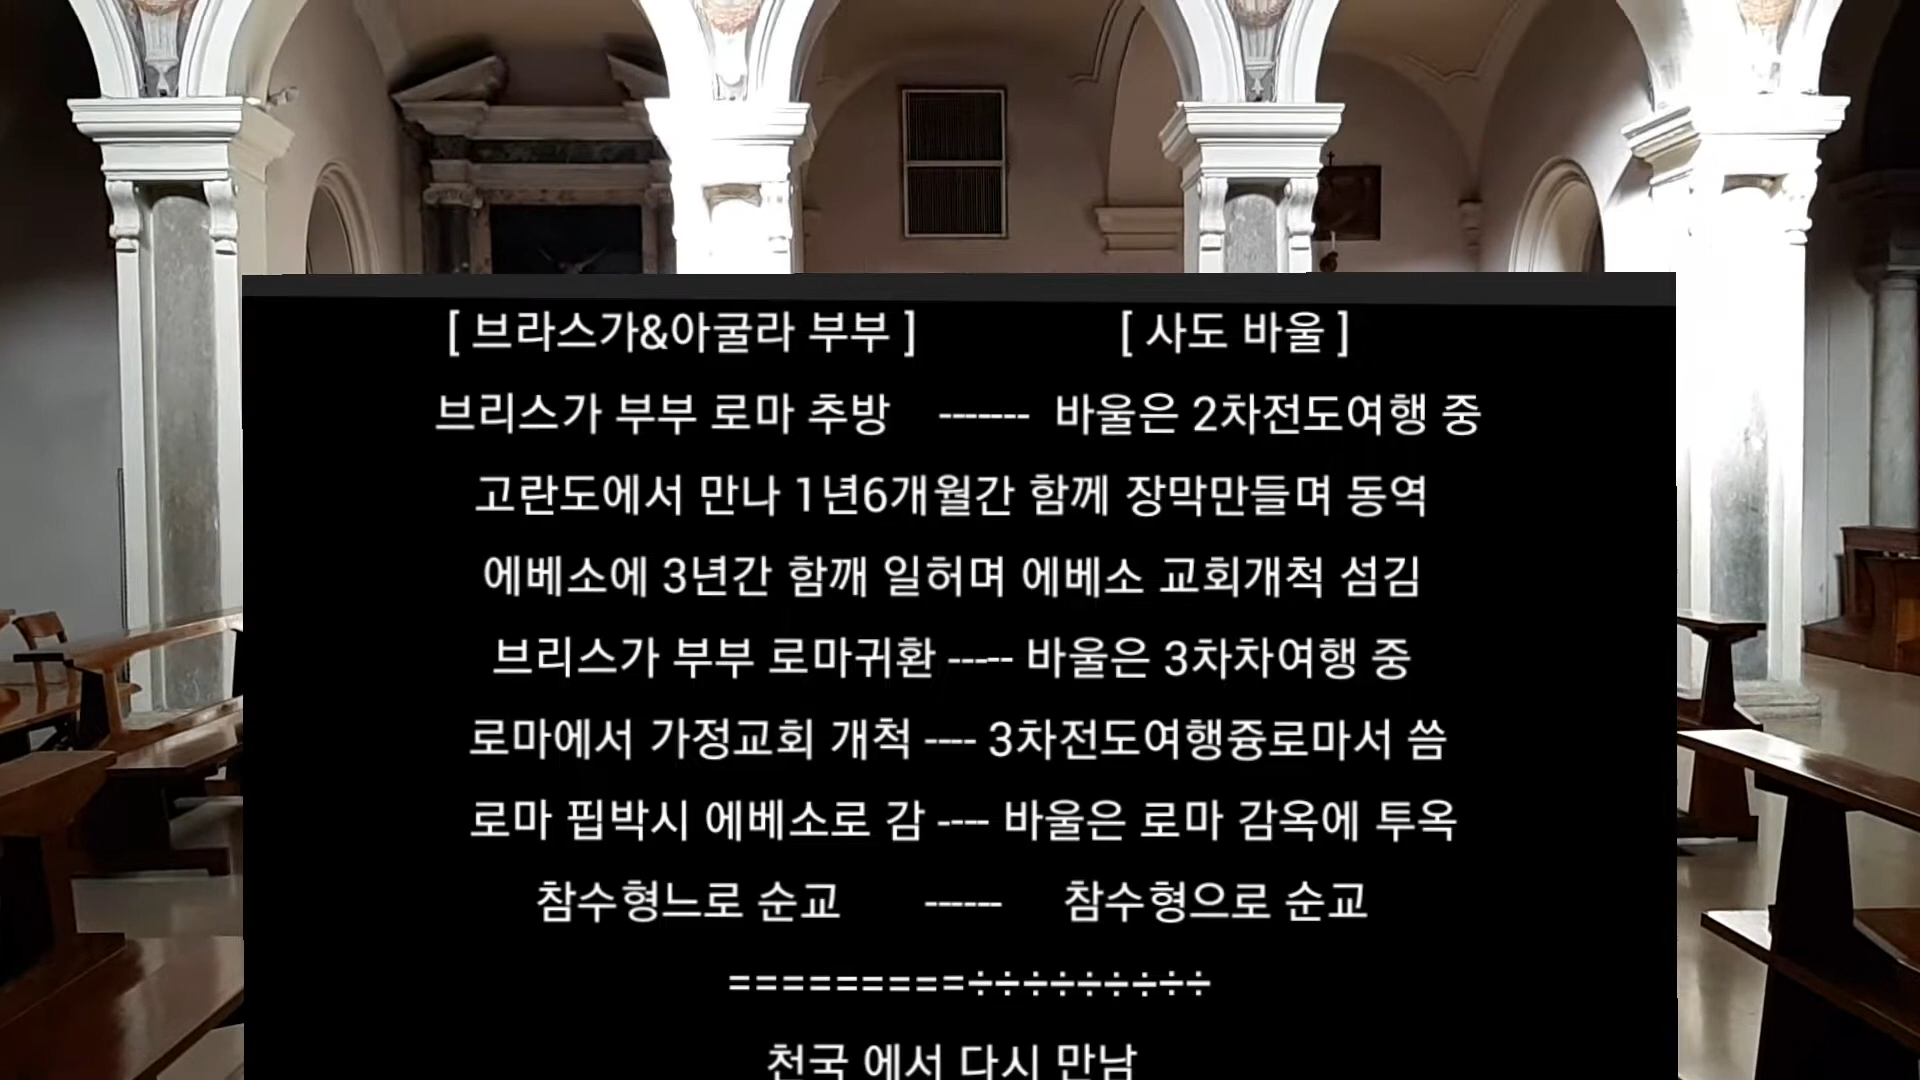 [ 브라스가&아굴라 부부 ] [ 사도 바울 ]
브리스가 부부 로마 추방 ------- 바울은 2차전도여행 중
고란도에서 만나 1년6개월간 함께 장막만들며 동역
에베소에 3년간 함깨 일허며 에베소 교회개척 섬김
브리스가 부부 로마귀환 ----- 바울은 3차차여행 중
로마에서 가정교회 개척 ---- 3차전도여행즁로마서 씀
로마 핍박시 에베소로 감 ---- 바울은 로마 감옥에 투옥
참수형느로 순교 ------ 참수형으로 순교
=========÷÷÷÷÷÷÷÷÷
천국 에서 다시 만남